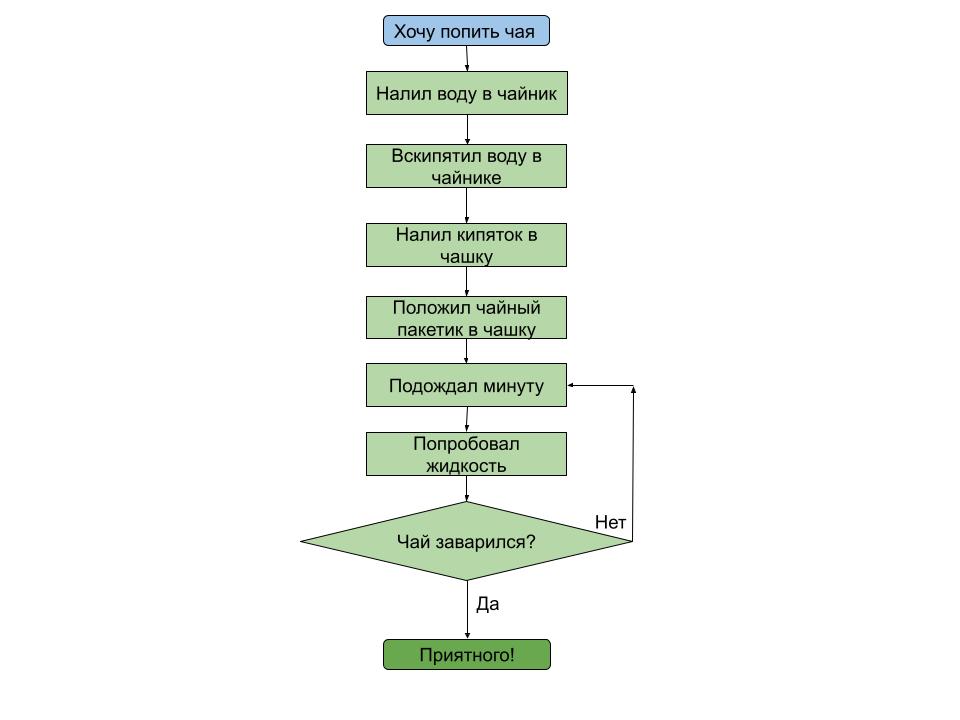 Хочу попить чая
Налил воду в чайник
Вскипятил воду в
чайнике
Налил кипяток в
чашку
Положил чайный
пакетик в чашку
Подождал минуту
Попробовал
жидкость
Нет
Чай заварился?
Да
Приятного!